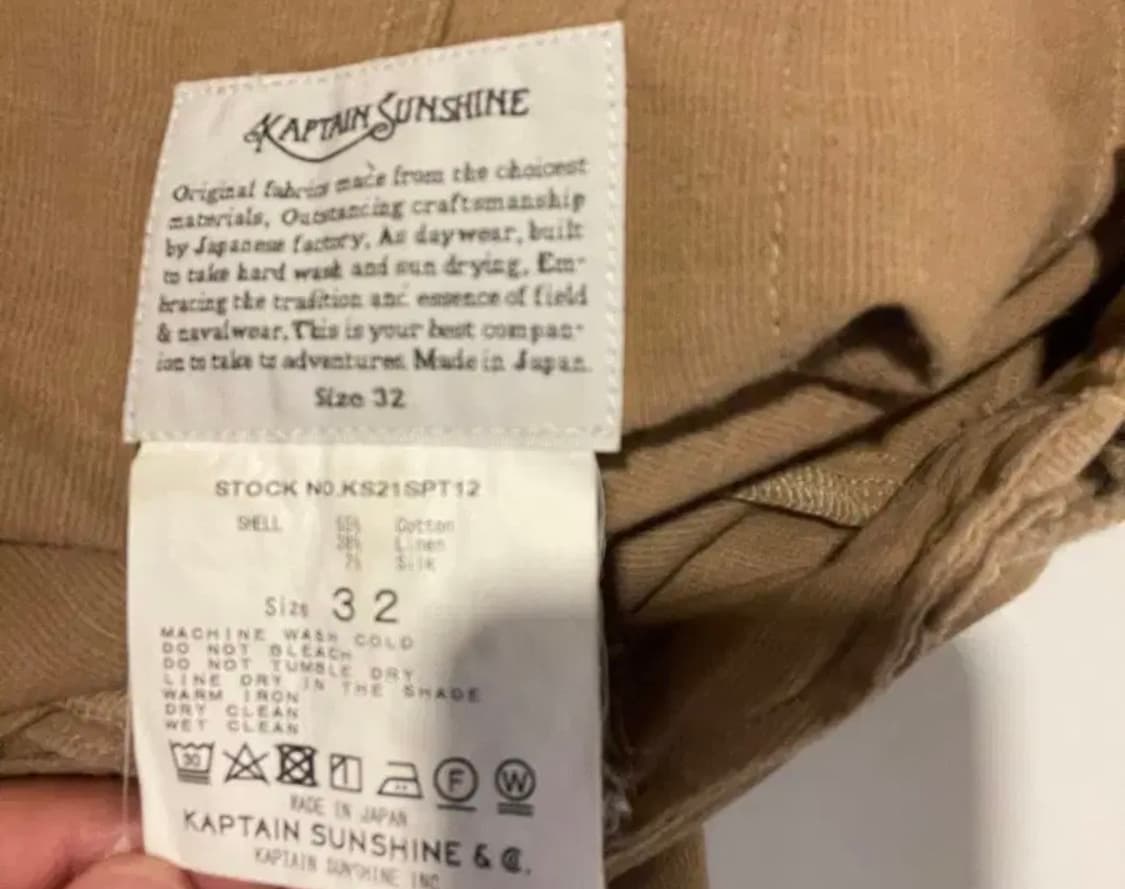 KAPTAIN SUNSHINE
Original fabrics made from the choicest
materials, Outstancing craftsmanship
by Japanese factory, As daywear, built
to take hard wash and sun drying, Em-
bracing the tradition and essence of field
& navalwear. This is your best compan-
ion to take to adventures. Made in Japan.
Size 32
STOCK NO.KS21SPT12
SHELL Cotton
Linen
Silk
Size 32
MACHINE WASH COLD
DO NOT BLEACH
DO NOT TUMBLE DRY
LINE DRY IN THE SHADE
WARM IRON
DRY CLEAN
WET CLEAN
30 F W
MADE IN JAPAN
KAPTAIN SUNSHINE & Co.
KAPTAIN SUNSHINE INC